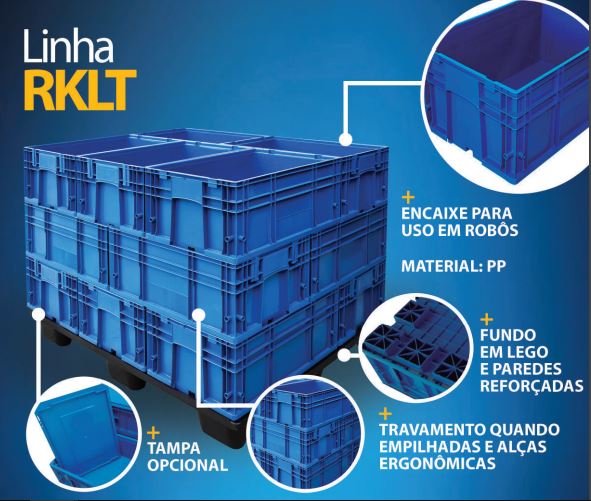 Linha
RKLT
+
ENCAIXE PARA
USO EM ROBÔS
MATERIAL: PP
+
FUNDO
EM LEGO
E PAREDES
REFORÇADAS
+
TRAVAMENTO QUANDO
EMPILHADAS E ALÇAS
ERGONÔMICAS
+
TAMPA
OPCIONAL